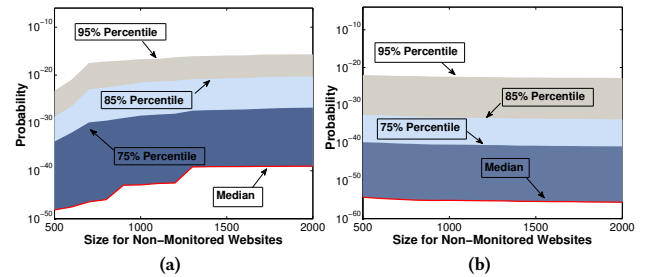 10^-10
95% Percentile
10^-20
85% Percentile
10^-30
75% Percentile
10^-40
Median
10^-50
Probability
500 1000 1500 2000
Size for Non-Monitored Websites
(a)
10^-10
95% Percentile
10^-20
85% Percentile
10^-30
75% Percentile
10^-40
Median
10^-50
10^-60
Probability
500 1000 1500 2000
Size for Non-Monitored Websites
(b)